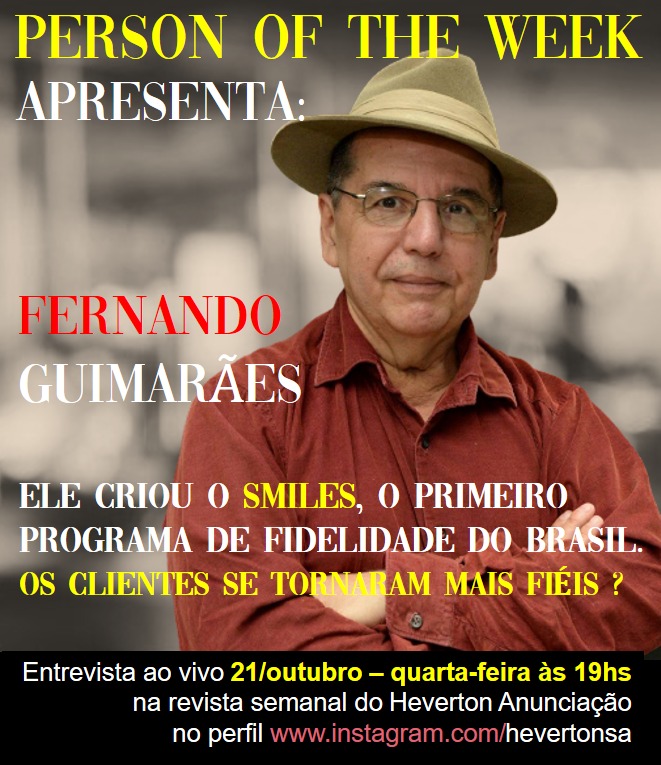 PERSON OF THE WEEK
APRESENTA:
FERNANDO
GUIMARÃES
ELE CRIOU O SMILES, O PRIMEIRO
PROGRAMA DE FIDELIDADE DO BRASIL.
OS CLIENTES SE TORNARAM MAIS FIÉIS ?
Entrevista ao vivo 21/outubro – quarta-feira às 19hs
na revista semanal do Heverton Anunciação
no perfil www.instagram.com/hevertonsa